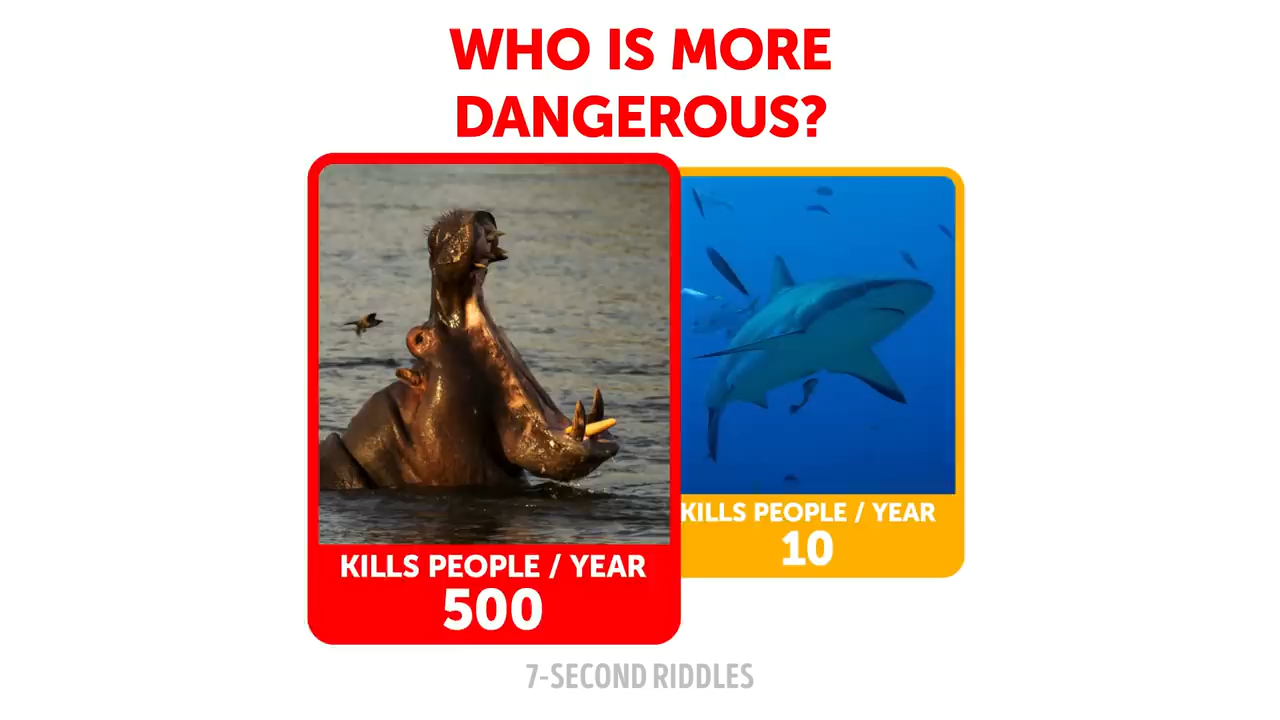 WHO IS MORE
DANGEROUS?
KILLS PEOPLE / YEAR
500
KILLS PEOPLE / YEAR
10
7-SECOND RIDDLES